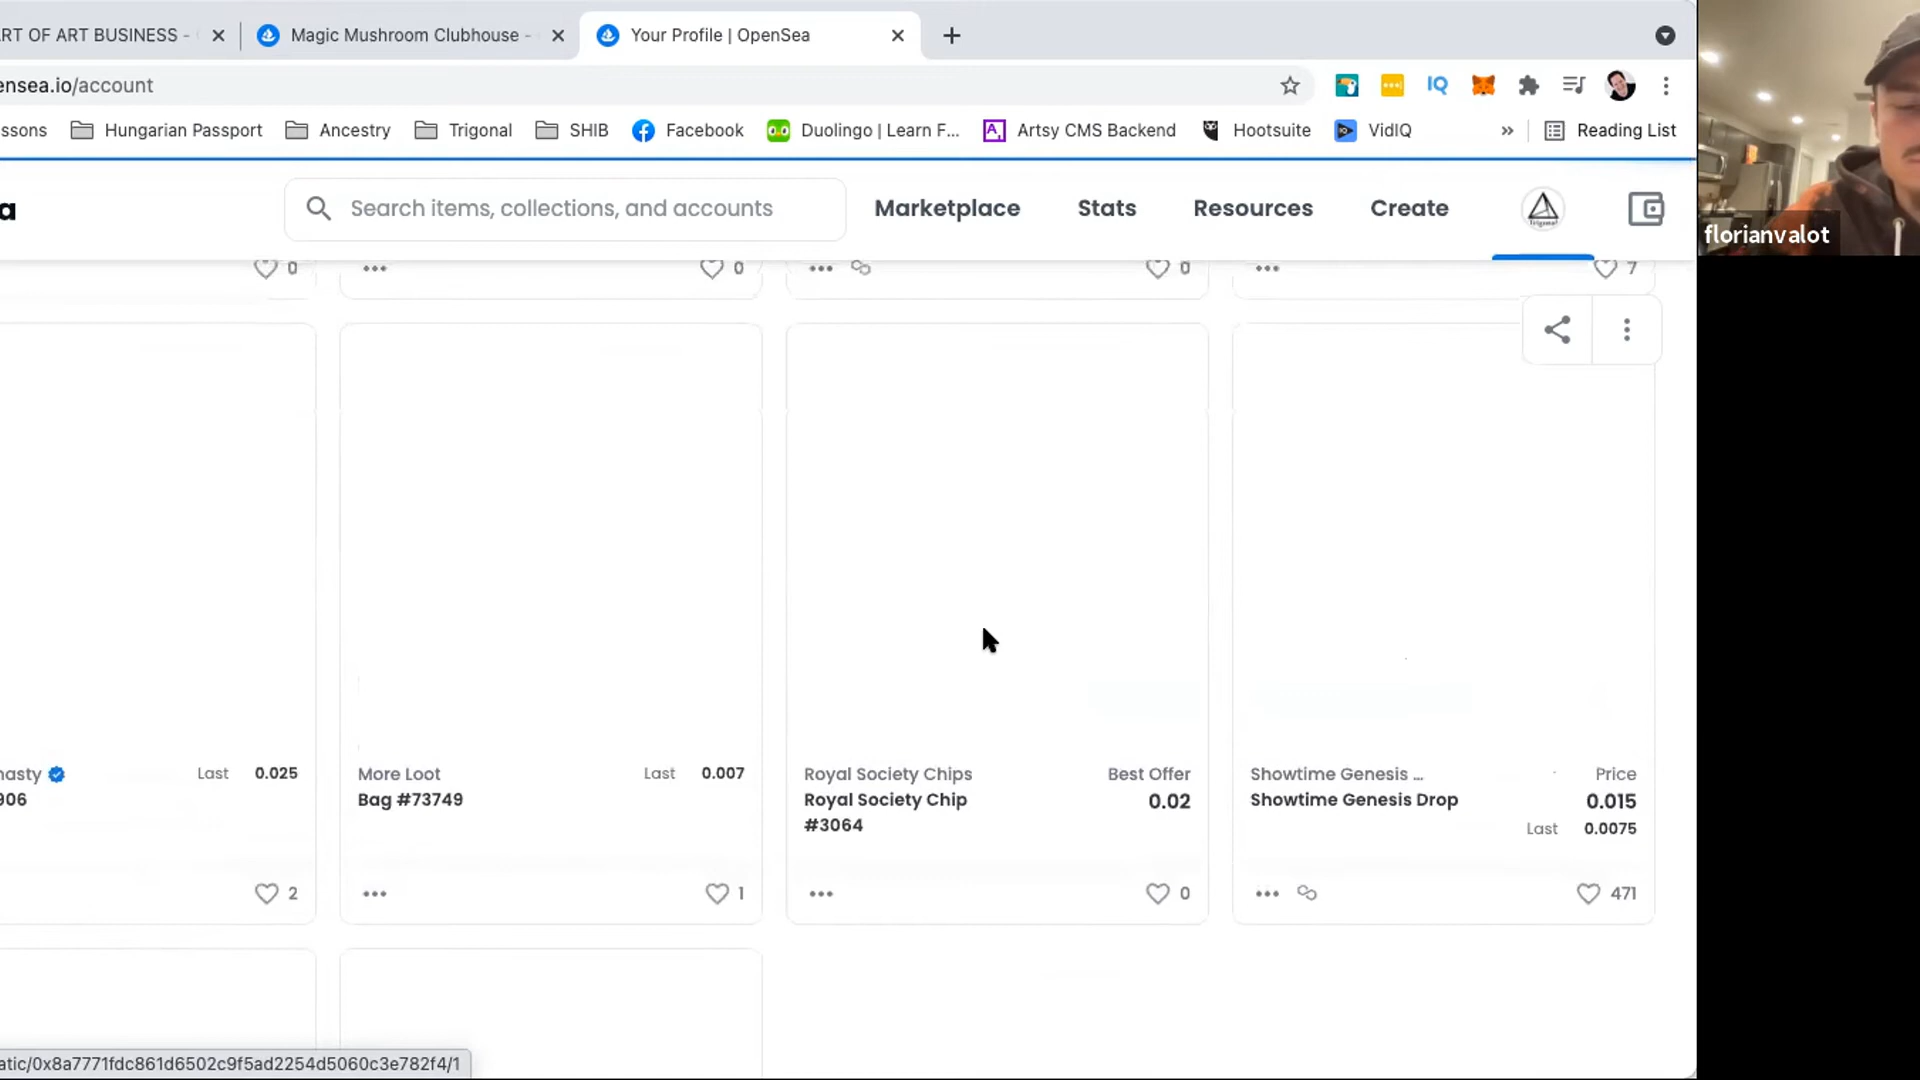 RT OF ART BUSINESS -
Magic Mushroom Clubhouse -
Your Profile | OpenSea
ensea.io/account
IQ
ssons
Hungarian Passport
Ancestry
Trigonal
SHIB
Facebook
Duolingo | Learn F...
Artsy CMS Backend
Hootsuite
VidIQ
»
Reading List
a
Search items, collections, and accounts
Marketplace
Stats
Resources
Create
florianvalot
0
0
0
7
nasty
Last 0.025
906
2
More Loot
Last 0.007
Bag #73749
1
Royal Society Chips
Best Offer
Royal Society Chip
0.02
#3064
0
Showtime Genesis ...
Price
Showtime Genesis Drop
0.015
Last 0.0075
471
atic/0x8a7771fdc861d6502c9f5ad2254d5060c3e782f4/1